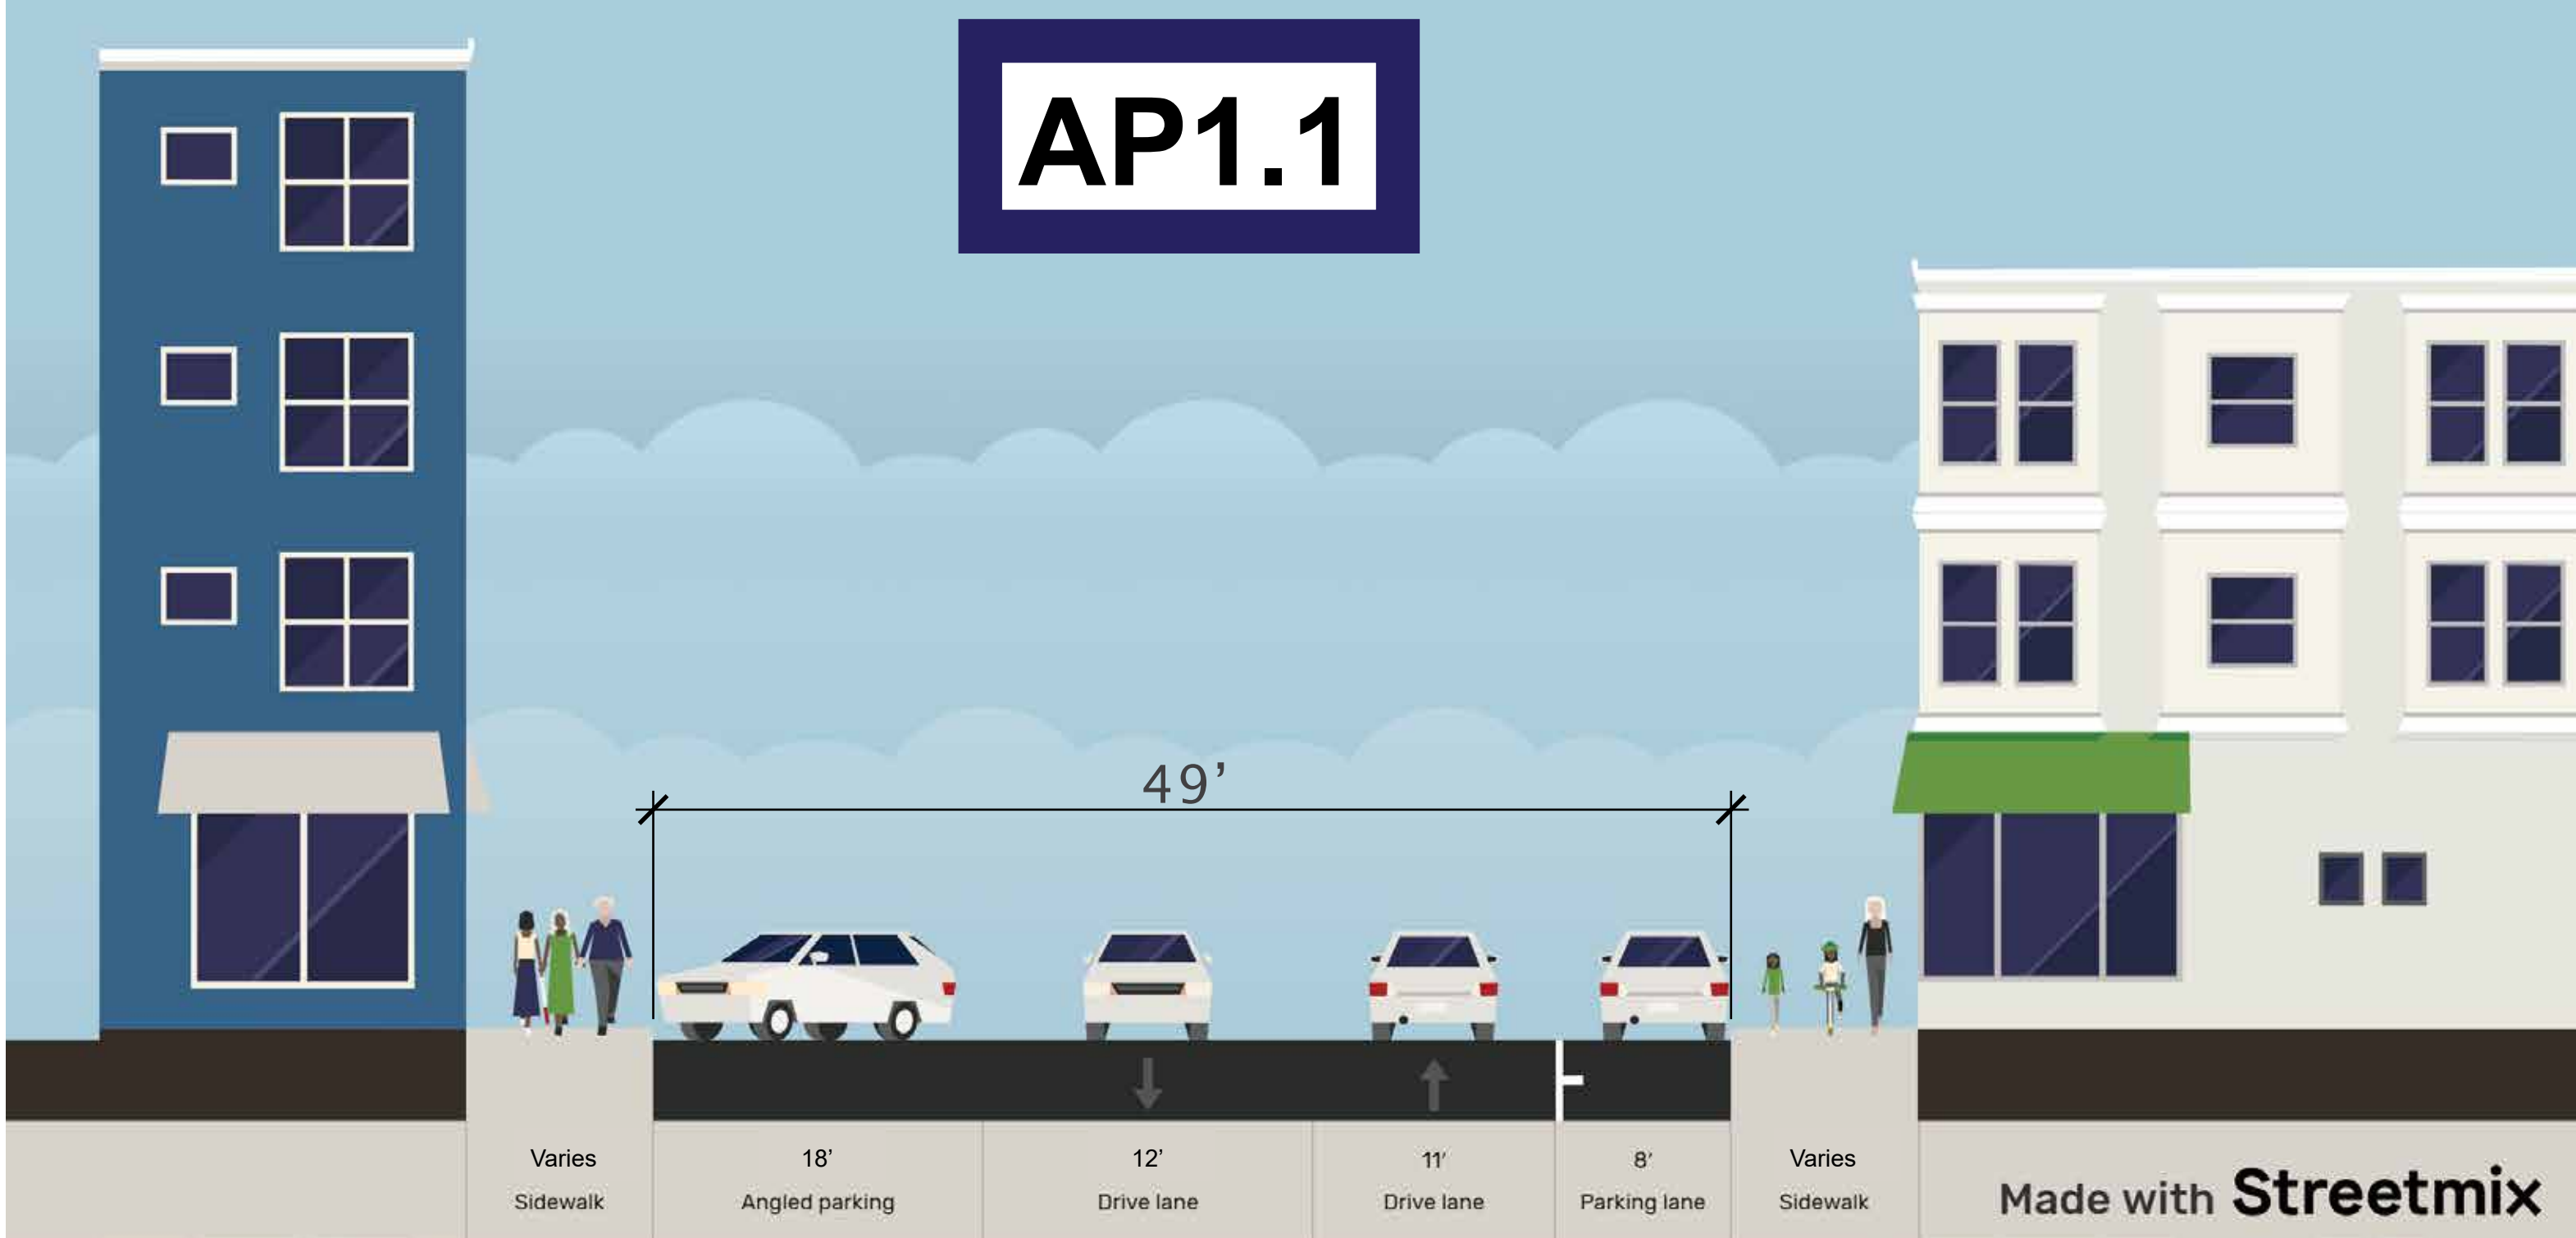 AP1.1
49’
Varies 18’ 12’ 11′ 8′ Varies
Sidewalk Angled parking Drive lane Drive lane Parking lane Sidewalk
Made with Streetmix